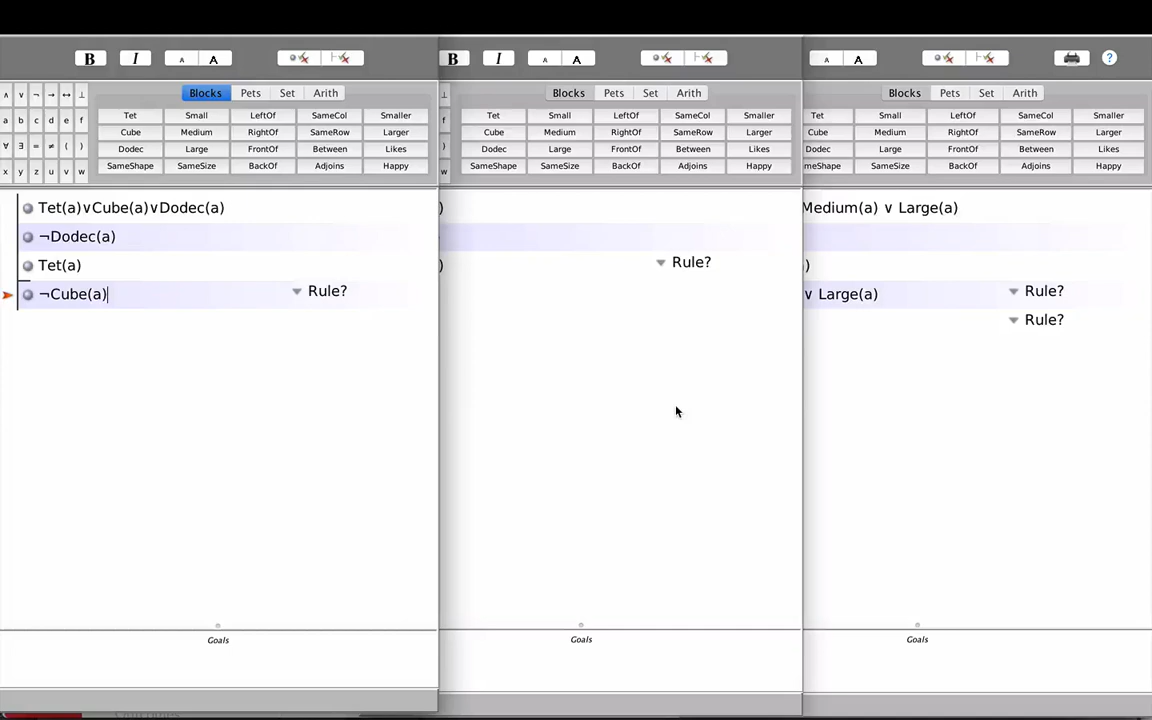 B I A A B I A A A A ?
∧ ∨ ¬ → ↔ ⊥ Blocks Pets Set Arith ⊥ Blocks Pets Set Arith Blocks Pets Set Arith
Tet Small LeftOf SameCol Smaller Tet Small LeftOf SameCol Smaller Tet Small LeftOf SameCol Smaller
a b c d e f Cube Medium RightOf SameRow Larger f Cube Medium RightOf SameRow Larger Cube Medium RightOf SameRow Larger
∀ ∃ = ≠ ( ) Dodec Large FrontOf Between Likes ) Dodec Large FrontOf Between Likes Dodec Large FrontOf Between Likes
x y z u v w SameShape SameSize BackOf Adjoins Happy w SameShape SameSize BackOf Adjoins Happy meShape SameSize BackOf Adjoins Happy
Tet(a)∨Cube(a)∨Dodec(a) ) Medium(a) ∨ Large(a)
¬Dodec(a)
Tet(a) ) Rule? )
¬Cube(a) Rule? ∨ Large(a) Rule?
Rule?
Goals Goals Goals